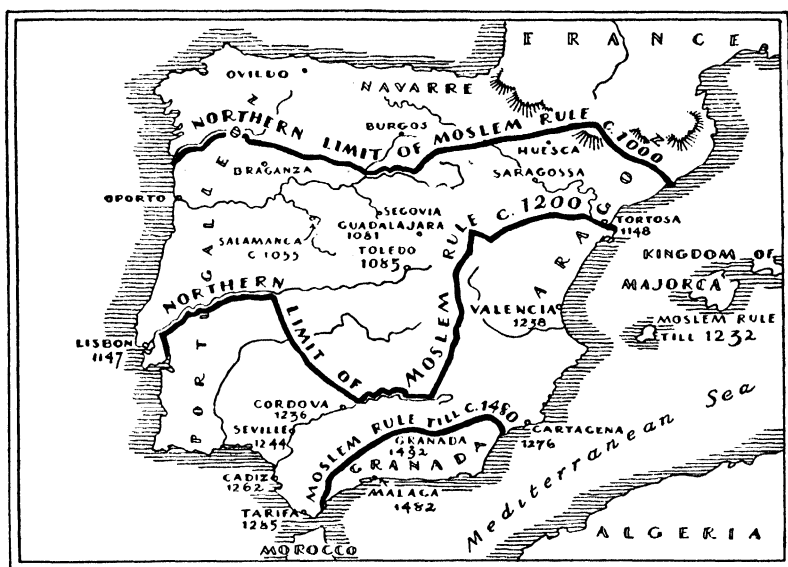 FRANCE
OVIEDO
NAVARRE
NORTHERN LIMIT OF MOSLEM RULE C. 1000
BURGOS
HUESCA
BRAGANZA
SARAGOSSA
OPORTO
SEGOVIA
GUADALAJARA
1081
SALAMANCA
C 1055
TOLEDO
1085
NORTHERN LIMIT OF MOSLEM RULE C. 1200
TORTOSA
1148
ARAGON
KINGDOM OF
MAJORCA
MOSLEM RULE
TILL 1232
VALENCIA
1238
LISBON
1147
PORTUGAL
LEON
CORDOVA
1236
SEVILLE
1244
MOSLEM RULE TILL C. 1480
GRANADA
1432
GRANADA
CARTAGENA
1276
CADIZ
1262
MALAGA
1482
TARIFA
1285
Mediterranean Sea
MOROCCO
ALGERIA